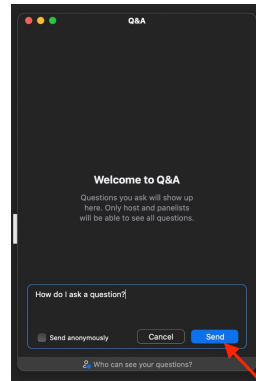 Q&A
Welcome to Q&A
Questions you ask will show up
here. Only host and panelists
will be able to see all questions.
How do I ask a question?
Send anonymously
Cancel
Send
Who can see your questions?